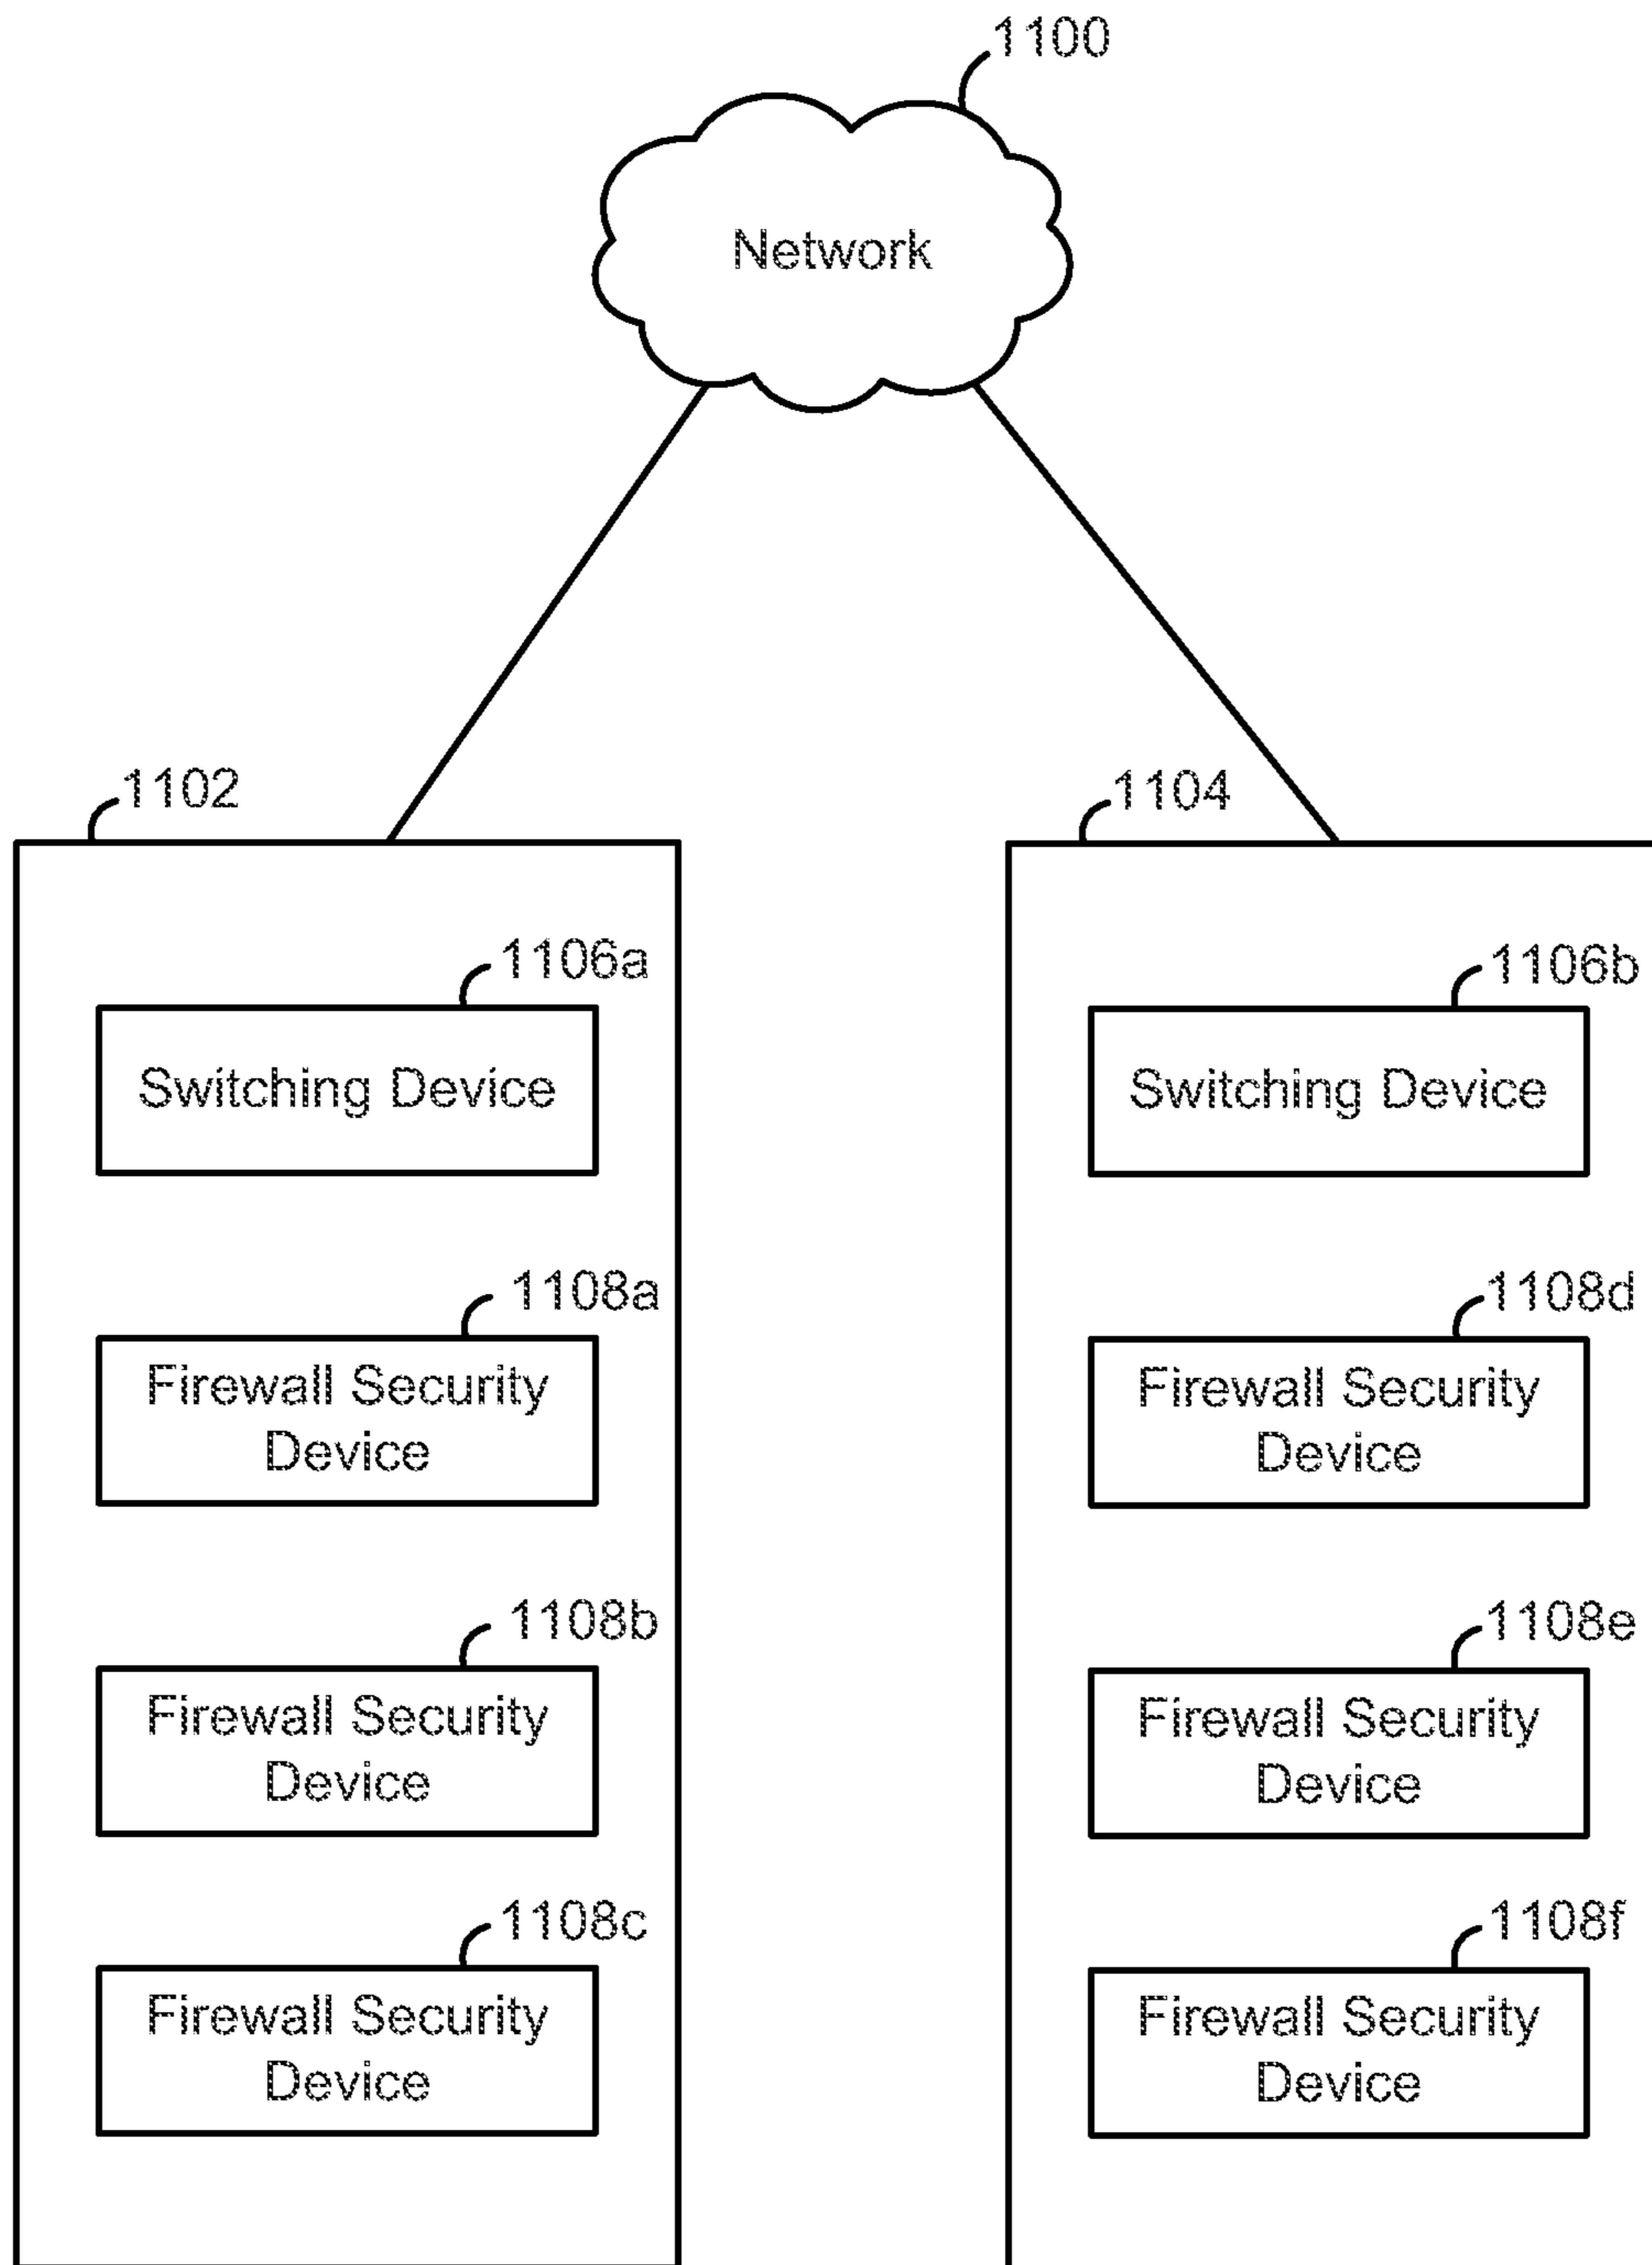 1100
Network
1102
1104
1106a
Switching Device
1106b
Switching Device
1108a
Firewall Security
Device
1108d
Firewall Security
Device
1108b
Firewall Security
Device
1108e
Firewall Security
Device
1108c
Firewall Security
Device
1108f
Firewall Security
Device